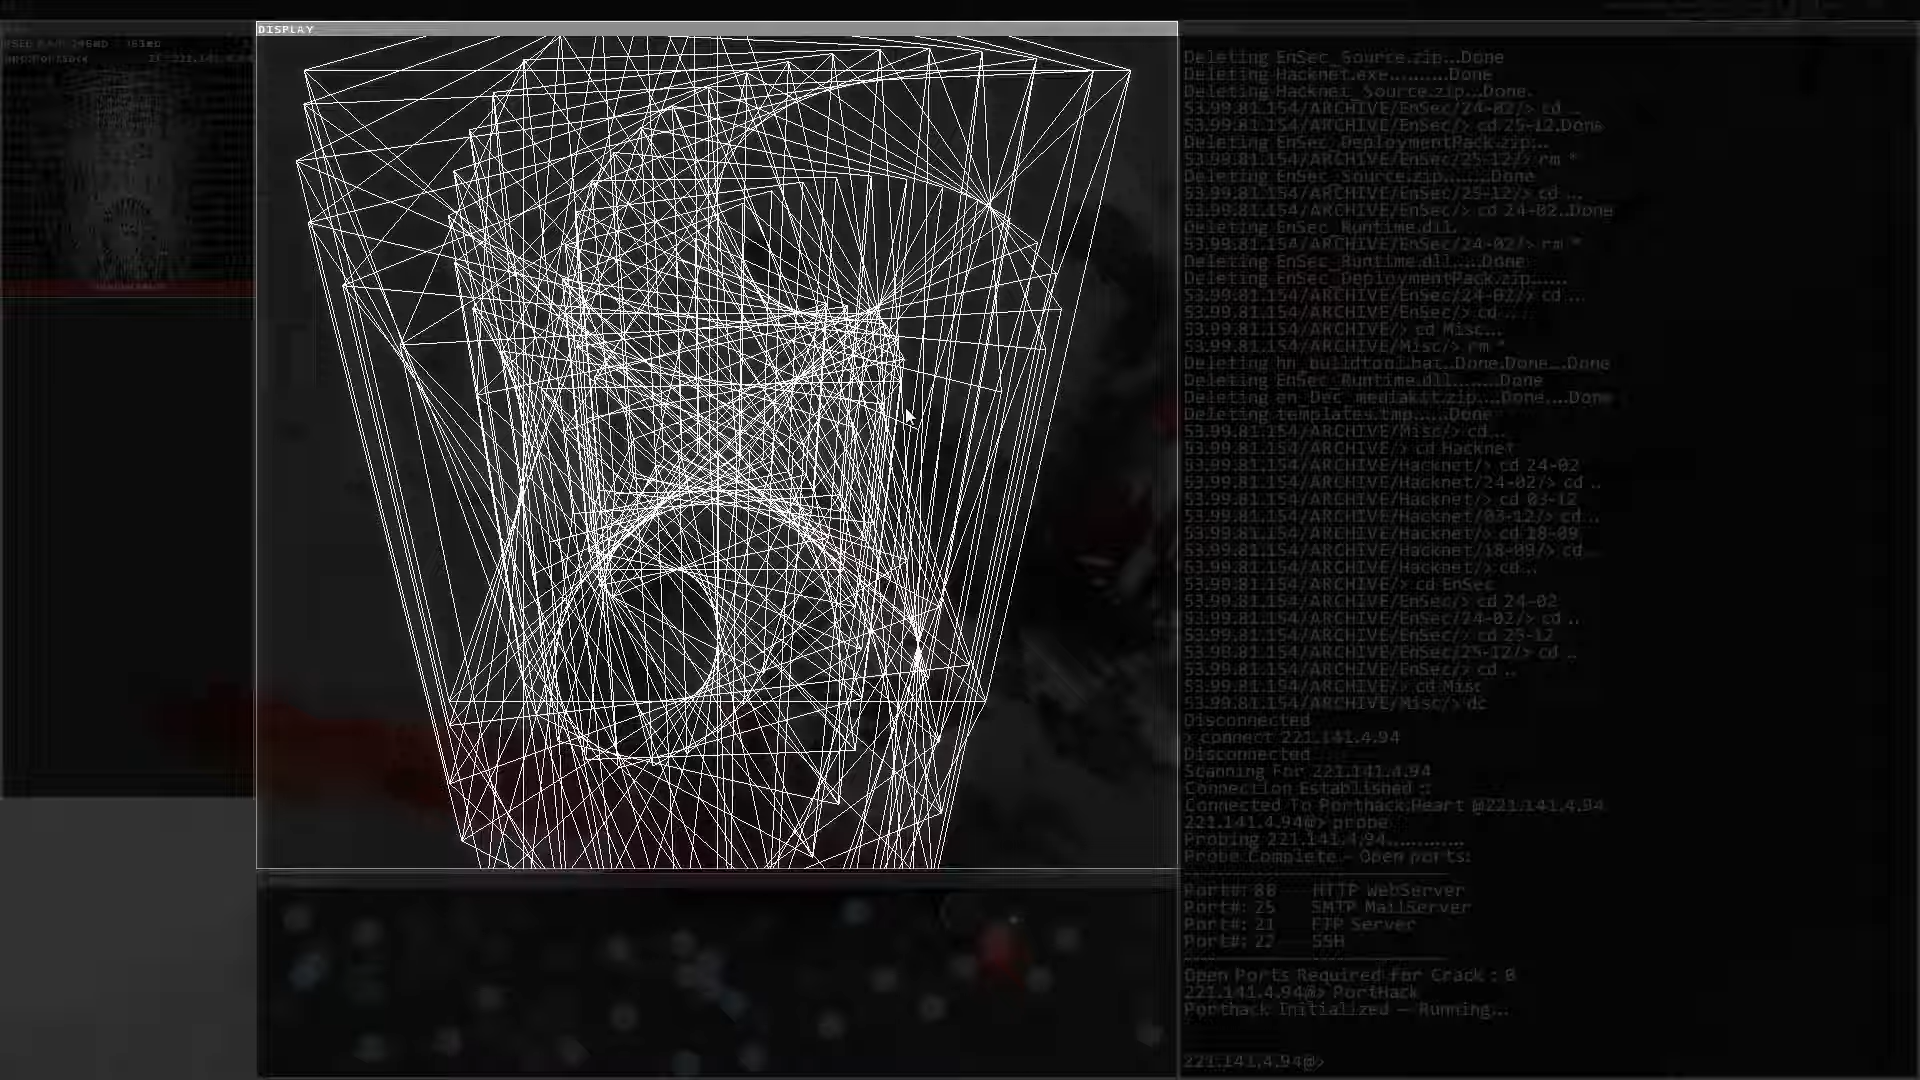 DISPLAY
Deleting EnSec_Source.zip...Done
Deleting Hacknet.exe..........Done
Deleting Hacknet_Source.zip...Done.
53.99.81.154/ARCHIVE/EnSec/24-02/> cd ..
53.99.81.154/ARCHIVE/EnSec/> cd 25-12.Done
Deleting EnSec_DeploymentPack.zip...
53.99.81.154/ARCHIVE/EnSec/25-12/> rm *
Deleting EnSec_Source.zip.......Done
53.99.81.154/ARCHIVE/EnSec/25-12/> cd ...
53.99.81.154/ARCHIVE/EnSec/> cd 24-02..Done
Deleting EnSec_Runtime.dll.
53.99.81.154/ARCHIVE/EnSec/24-02/> rm *
Deleting EnSec_Runtime.dll.....Done
Deleting EnSec_DeploymentPack.zip......
53.99.81.154/ARCHIVE/EnSec/24-02/> cd ...
53.99.81.154/ARCHIVE/EnSec/> cd ...
53.99.81.154/ARCHIVE/> cd Misc...
53.99.81.154/ARCHIVE/Misc/> rm *
Deleting hn_buildtool.bat..Done.Done...Done
Deleting EnSec_Runtime.dll.......Done
Deleting en_Dec_mediakit.zip....Done....Done
Deleting templates.tmp.....Done
53.99.81.154/ARCHIVE/Misc/> cd...
53.99.81.154/ARCHIVE/> cd Hacknet
53.99.81.154/ARCHIVE/Hacknet/> cd 24-02
53.99.81.154/ARCHIVE/Hacknet/24-02/> cd ..
53.99.81.154/ARCHIVE/Hacknet/> cd 03-12
53.99.81.154/ARCHIVE/Hacknet/03-12/> cd...
53.99.81.154/ARCHIVE/Hacknet/> cd 18-09
53.99.81.154/ARCHIVE/Hacknet/18-09/> cd...
53.99.81.154/ARCHIVE/Hacknet/> cd...
53.99.81.154/ARCHIVE/> cd EnSec
53.99.81.154/ARCHIVE/EnSec/> cd 24-02
53.99.81.154/ARCHIVE/EnSec/24-02/> cd ..
53.99.81.154/ARCHIVE/EnSec/> cd 25-12
53.99.81.154/ARCHIVE/EnSec/25-12/> cd ..
53.99.81.154/ARCHIVE/EnSec/> cd ..
53.99.81.154/ARCHIVE/> cd Misc
53.99.81.154/ARCHIVE/Misc/> dc
Disconnected
> connect 221.141.4.94
Disconnected
Scanning For 221.141.4.94
Connection Established ::
Connected To Porthack.Heart @221.141.4.94
221.141.4.94@> probe
Probing 221.141.4.94.............
Probe Complete - Open ports:
Port#: 80 HTTP WebServer
Port#: 25 SMTP MailServer
Port#: 21 FTP Server
Port#: 22 SSH
Open Ports Required for Crack : 0
221.141.4.94@> PortHack
Porthack Initialized — Running...
221.141.4.94@>